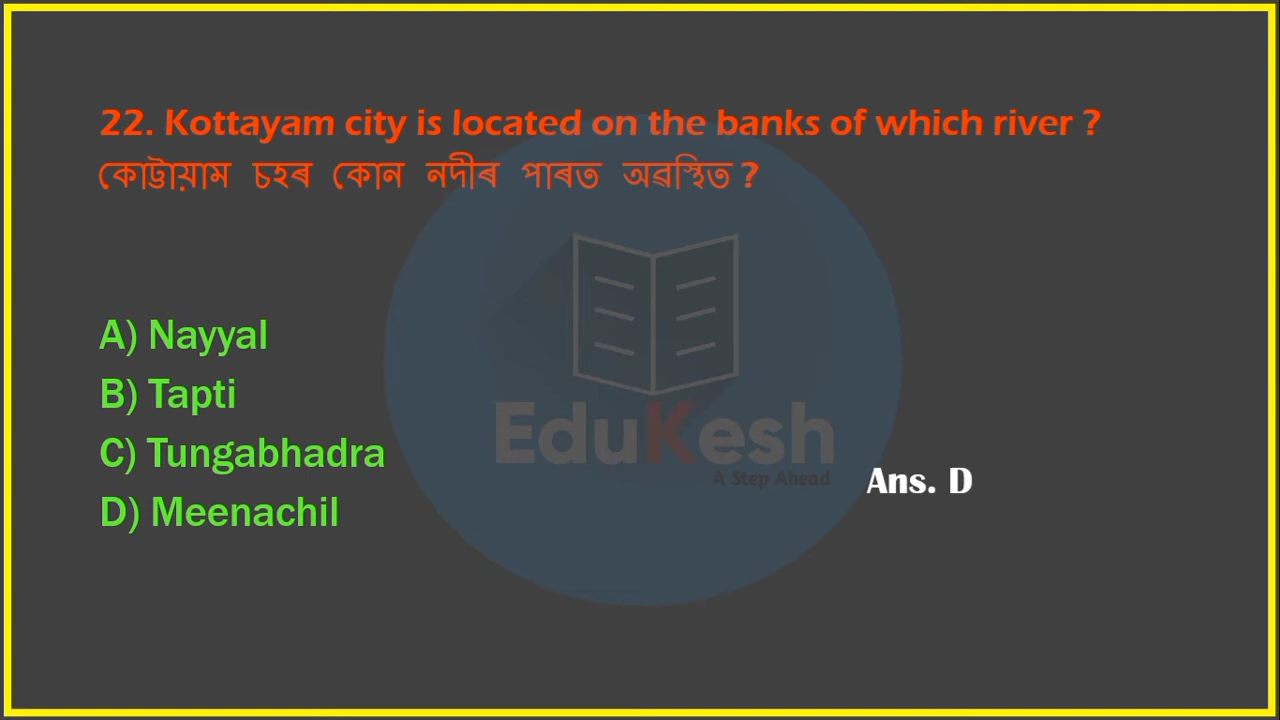 22. Kottayam city is located on the banks of which river ?
কোট্টায়াম চহৰ কোন নদীৰ পাৰত অৱস্থিত ?
A) Nayyal
B) Tapti
C) Tungabhadra
D) Meenachil
EduKesh
A Step Ahead
Ans. D